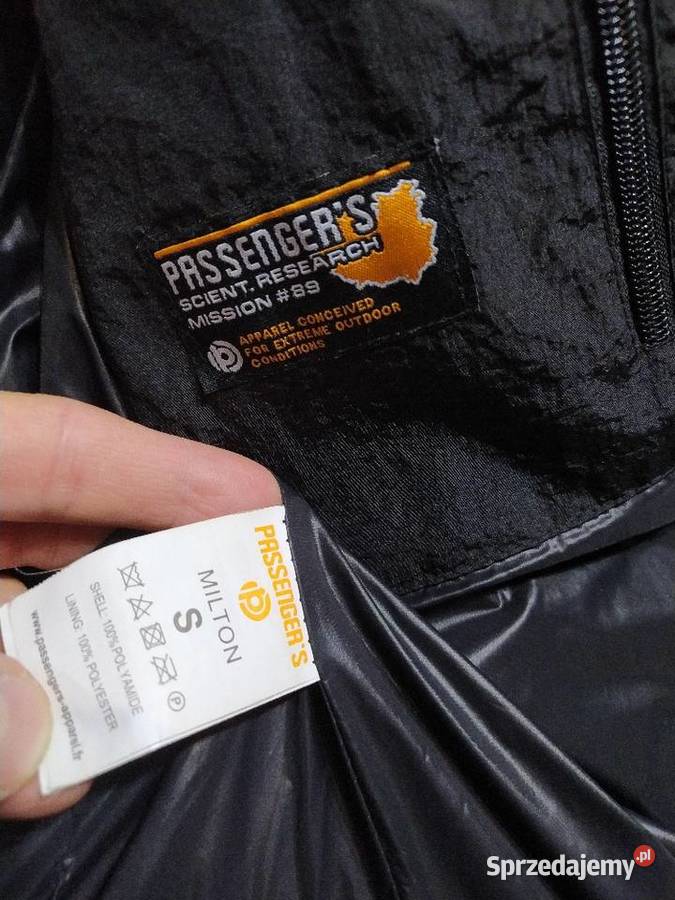 PASSENGER'S
SCIENT. RESEARCH
MISSION #89
APPAREL CONCEIVED
FOR EXTREME OUTDOOR
CONDITIONS
PASSENGER'S
MILTON
S
P
SHELL: 100% POLYAMIDE
LINING: 100% POLYESTER
www.passengers-apparel.fr
Sprzedajemy.pl